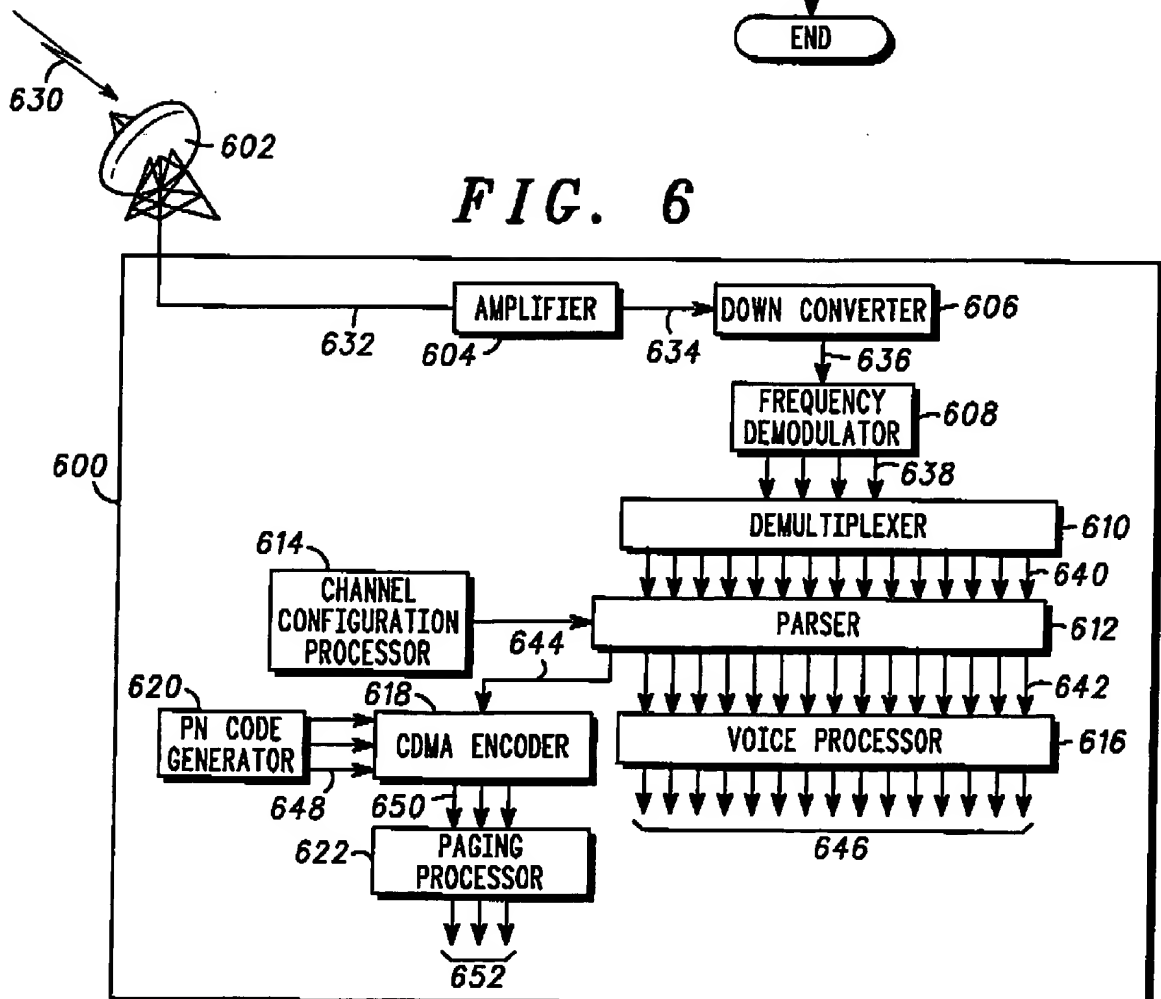 END
630
602
FIG. 6
AMPLIFIER
DOWN CONVERTER
606
632
604
634
636
FREQUENCY
DEMODULATOR
608
600
638
DEMULTIPLEXER
610
614
640
CHANNEL
CONFIGURATION
PROCESSOR
PARSER
612
644
620
618
642
PN CODE
GENERATOR
CDMA ENCODER
VOICE PROCESSOR
616
648
650
646
622
PAGING
PROCESSOR
652